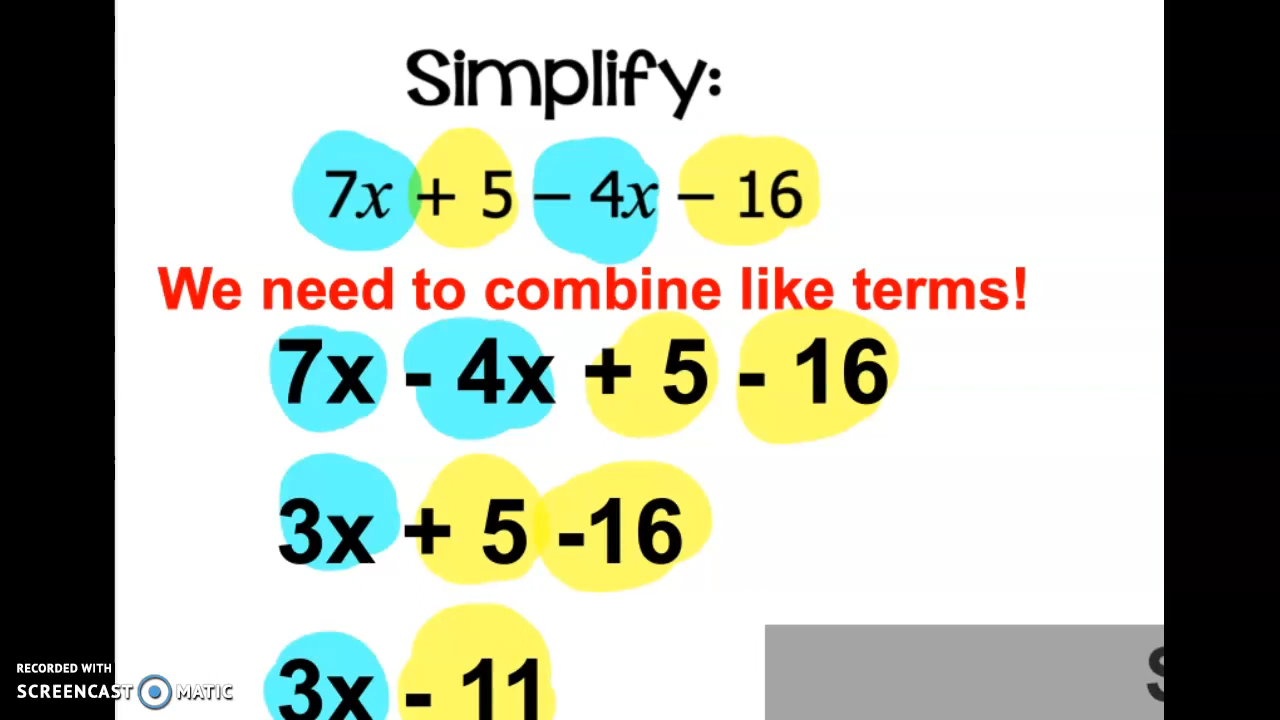 Simplify:
7x + 5 − 4x − 16
We need to combine like terms!
7x - 4x + 5 - 16
3x + 5 -16
3x - 11
RECORDED WITH
SCREENCAST MATIC